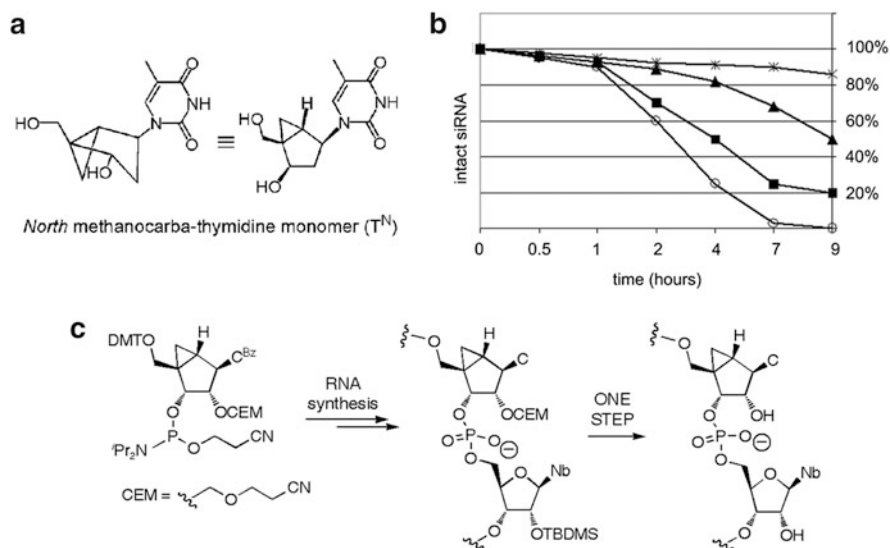 a
HO
HO
N
NH
O
O
≡
H
HO
HO
N
NH
O
O
North methanocarba-thymidine monomer (T^N)
b
intact siRNA
100%
80%
60%
40%
20%
0 0.5 1 2 4 7 9
time (hours)
c
DMTO
H
C^Bz
O
OCEM
P
ⁱPr₂N
O
CN
CEM =
O
CN
RNA
synthesis
O
H
C
O
OCEM
O=P-O ⊖
O
O
Nb
O
OTBDMS
ONE
STEP
O
H
C
O
OH
O=P-O ⊖
O
O
Nb
O
OH